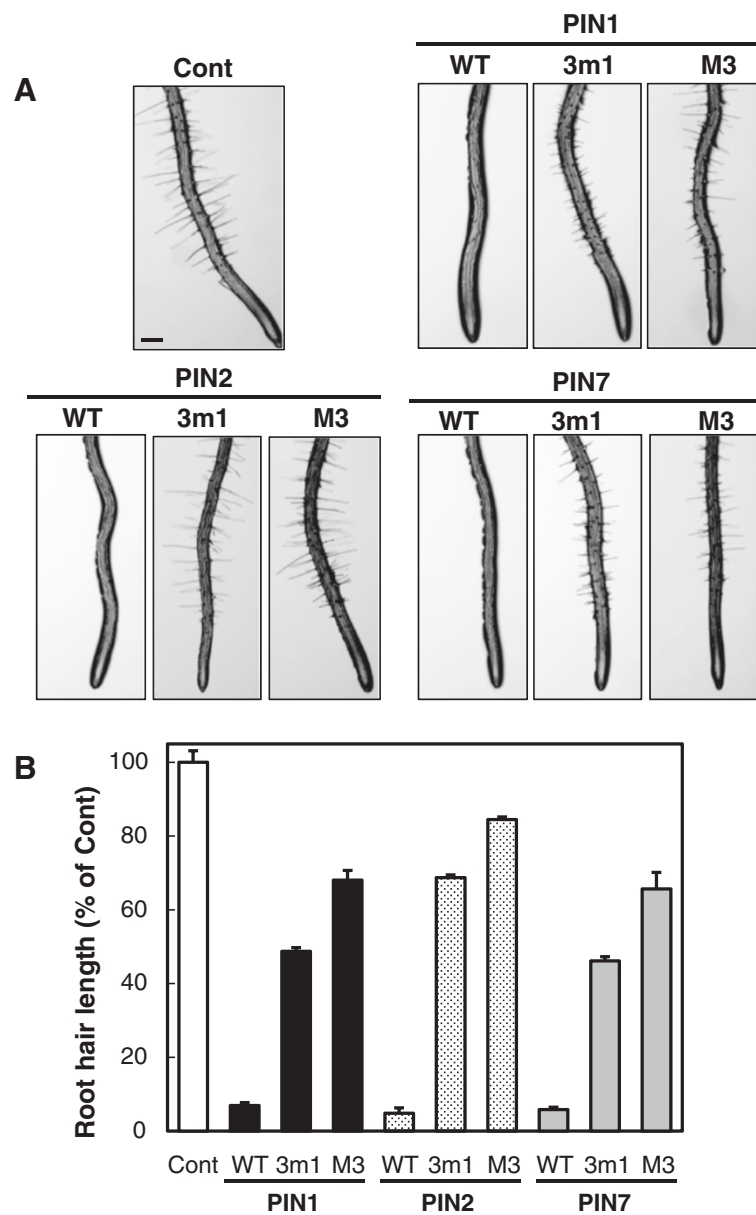 PIN1
Cont WT 3m1 M3
A
PIN2 PIN7
WT 3m1 M3 WT 3m1 M3
B
Root hair length (% of Cont)
100
80
60
40
20
0
Cont WT 3m1 M3 WT 3m1 M3 WT 3m1 M3
PIN1 PIN2 PIN7